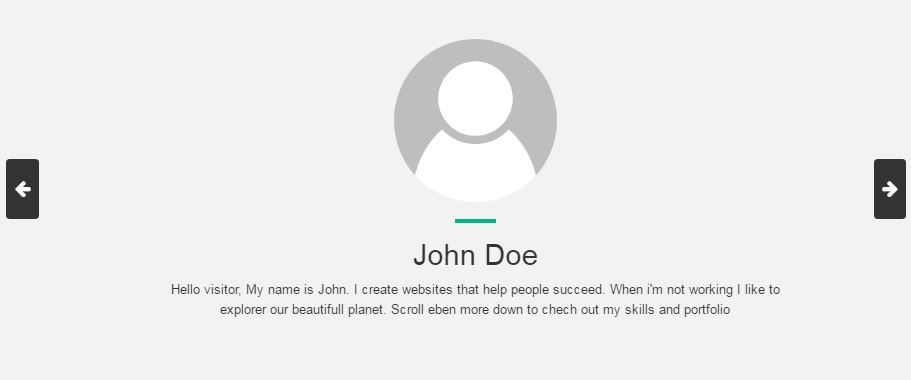 John Doe
Hello visitor, My name is John. I create websites that help people succeed. When i'm not working I like to
explorer our beautifull planet. Scroll eben more down to chech out my skills and portfolio